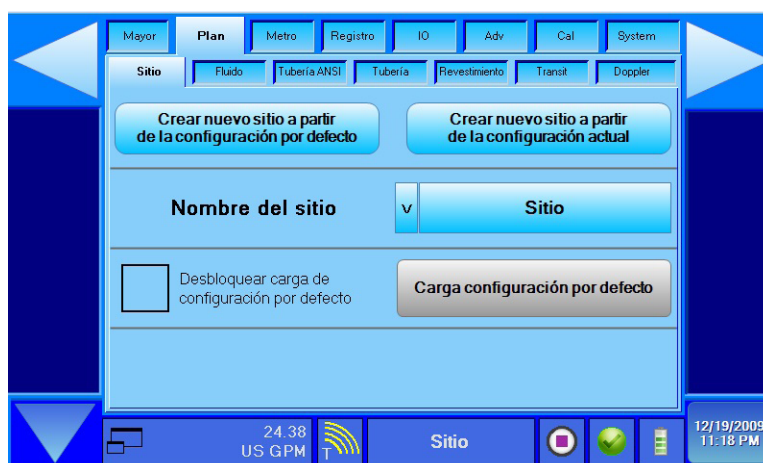 Mayor Plan Metro Registro IO Adv Cal System
Sitio Fluido Tubería ANSI Tubería Revestimiento Transit Doppler
Crear nuevo sitio a partir
de la configuración por defecto
Crear nuevo sitio a partir
de la configuración actual
Nombre del sitio
v
Sitio
Desbloquear carga de
configuración por defecto
Carga configuración por defecto
24.38
US GPM
T
Sitio
12/19/2009
11:18 PM